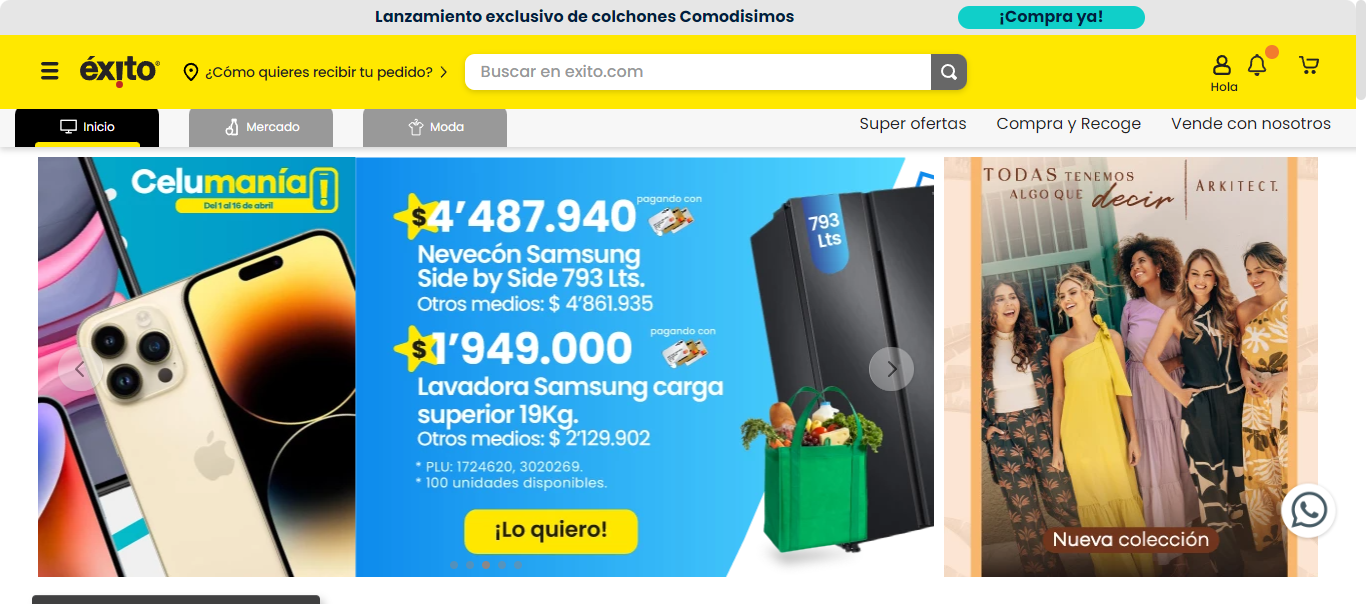 Lanzamiento exclusivo de colchones Comodisimos
¡Compra ya!
éxito
¿Cómo quieres recibir tu pedido?
Buscar en exito.com
Hola
Inicio
Mercado
Moda
Super ofertas
Compra y Recoge
Vende con nosotros
Celumanía
Del 1 al 16 de abril
$4'487.940
pagando con
Nevecón Samsung
Side by Side 793 Lts.
Otros medios: $ 4'861.935
$1'949.000
pagando con
Lavadora Samsung carga
superior 19Kg.
Otros medios: $ 2'129.902
* PLU: 1724620, 3020269.
* 100 unidades disponibles.
¡Lo quiero!
793
Lts
TODAS TENEMOS
ALGO QUE decir
ARKITECT.
Nueva colección